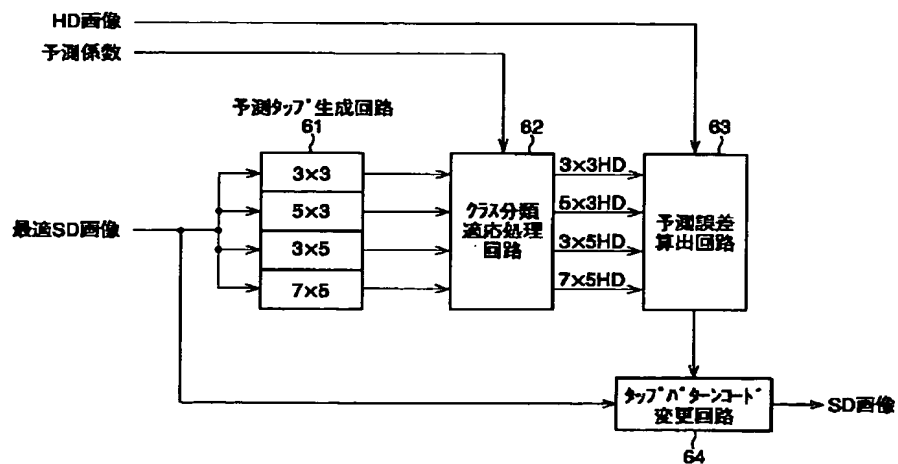 HD画像
予測係数
予測ﾀｯﾌﾟ生成回路
61
62
63
3×3
5×3
3×5
7×5
最適SD画像
ｸﾗｽ分類
適応処理
回路
3×3HD
5×3HD
3×5HD
7×5HD
予測誤差
算出回路
ﾀｯﾌﾟﾊﾟﾀｰﾝｺｰﾄﾞ
変更回路
SD画像
64